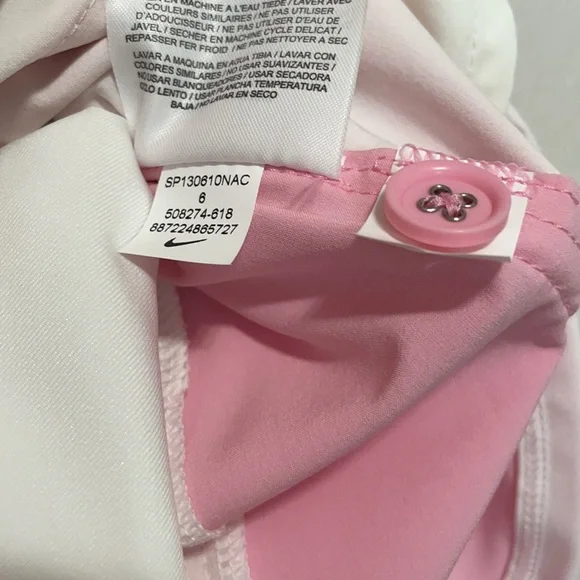 MACHINE A L'EAU TIEDE / LAVER AVEC
COULEURS SIMILAIRES / NE PAS UTILISER
D'ADOUCISSEUR / NE PAS UTILISER D'EAU DE
JAVEL / SECHER EN MACHINE CYCLE DELICAT /
REPASSER FER FROID / NE PAS NETTOYER A SEC
LAVAR A MAQUINA EN AGUA TIBIA / LAVAR CON
COLORES SIMILARES / NO USAR SUAVIZANTES /
NO USAR BLANQUEADORES / USAR SECADORA
CICLO LENTO / USAR PLANCHA TEMPERATURA
BAJA / NO LAVAR EN SECO
SP130610NAC
6
508274-618
887224865727